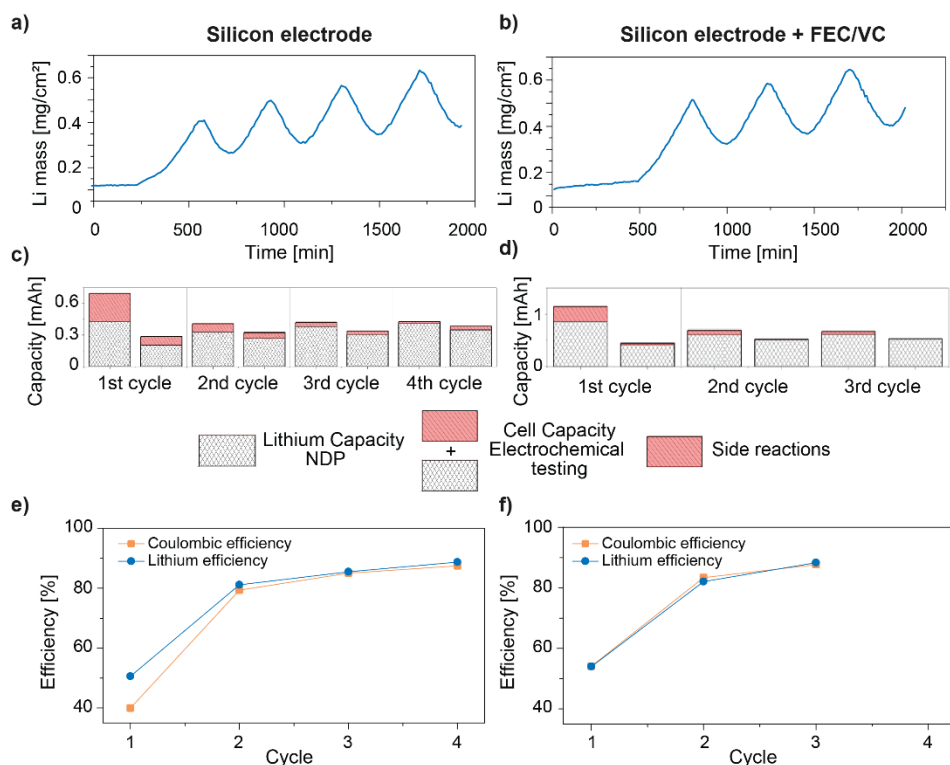 a)
Silicon electrode
Li mass [mg/cm²]
0.6
0.4
0.2
0
0 500 1000 1500 2000
Time [min]
b)
Silicon electrode + FEC/VC
Li mass [mg/cm²]
0.6
0.4
0.2
0
0 500 1000 1500 2000
Time [min]
c)
Capacity [mAh]
0.6
0.3
0
1st cycle 2nd cycle 3rd cycle 4th cycle
d)
Capacity [mAh]
1
0
1st cycle 2nd cycle 3rd cycle
Lithium Capacity
NDP
+
Cell Capacity
Electrochemical
testing
Side reactions
e)
Efficiency [%]
100
80
60
40
Coulombic efficiency
Lithium efficiency
1 2 3 4
Cycle
f)
Efficiency [%]
100
80
60
40
Coulombic efficiency
Lithium efficiency
1 2 3 4
Cycle